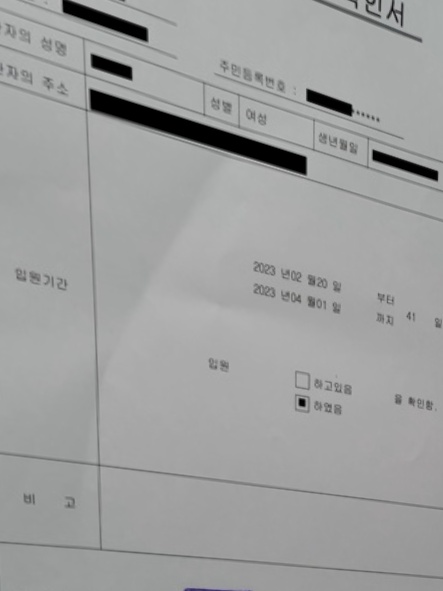 인서
:
주민등록번호 : ******
자의 성명
성별 여성 생년월일
자의 주소
입원기간
2023 년02 월20 일 부터
2023 년04 월01 일 까지 41 일
입원
하고있음
하였음 을 확인함.
비 고